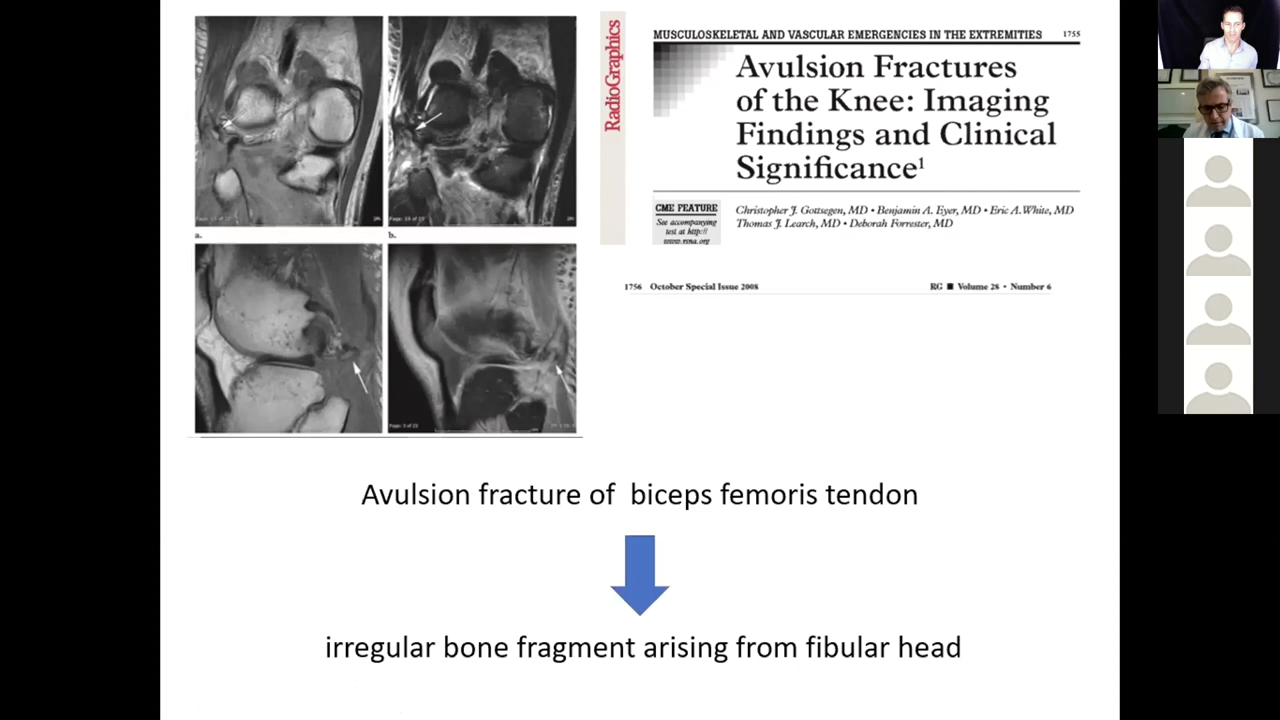 a.
b.
RadioGraphics
MUSCULOSKELETAL AND VASCULAR EMERGENCIES IN THE EXTREMITIES 1755
Avulsion Fractures
of the Knee: Imaging
Findings and Clinical
Significance¹
CME FEATURE
See accompanying
test at http://
www.rsna.org
Christopher J. Gottsegen, MD • Benjamin A. Eyer, MD • Eric A. White, MD
Thomas J. Learch, MD • Deborah Forrester, MD
1756 October Special Issue 2008 RG ■ Volume 28 • Number 6
Avulsion fracture of biceps femoris tendon
irregular bone fragment arising from fibular head